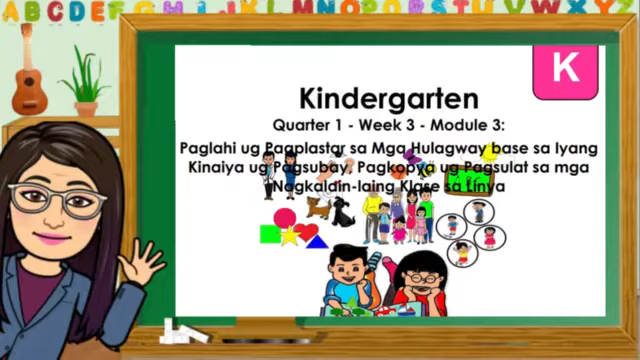 ABCDEFGHIJKLMNOPQRSTUVWXYZ
K
Kindergarten
Quarter 1 - Week 3 - Module 3:
Paglahi ug Pagplastar sa Mga Hulagway base sa Iyang
Kinaiya ug Pagsubay, Pagkopya ug Pagsulat sa mga
Nagkalain-laing Klase sa Linya